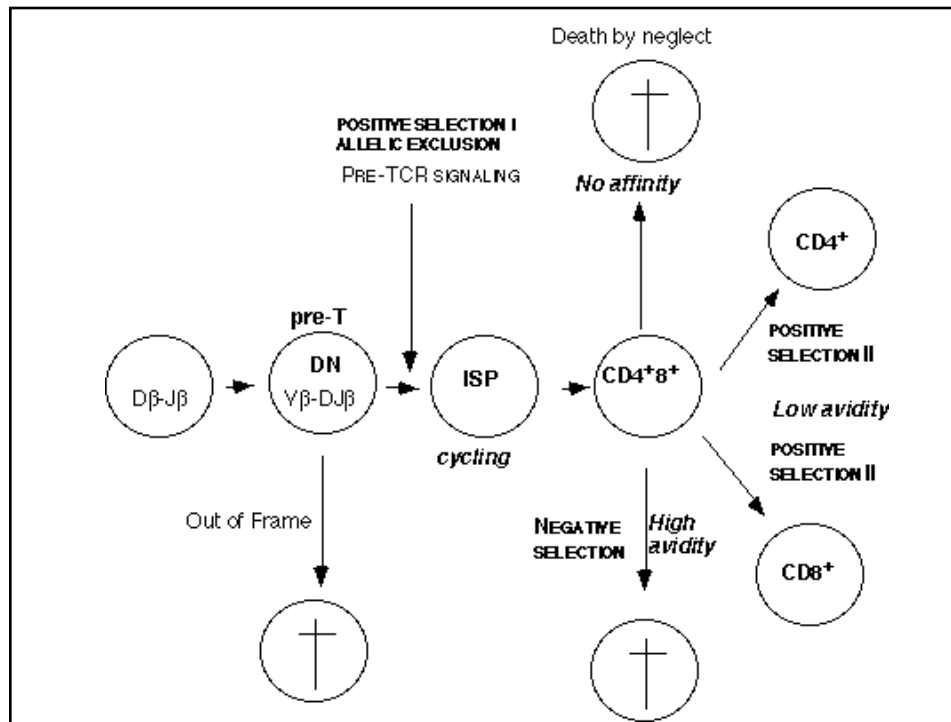 Death by neglect
POSITIVE SELECTION I
ALLELIC EXCLUSION
PRE-TCR SIGNALING
No affinity
CD4⁺
pre-T
POSITIVE
SELECTION II
Dβ-Jβ
DN
Vβ-DJβ
ISP
CD4⁺8⁺
Low avidity
cycling
POSITIVE
SELECTION II
Out of Frame
NEGATIVE
SELECTION
High
avidity
CD8⁺